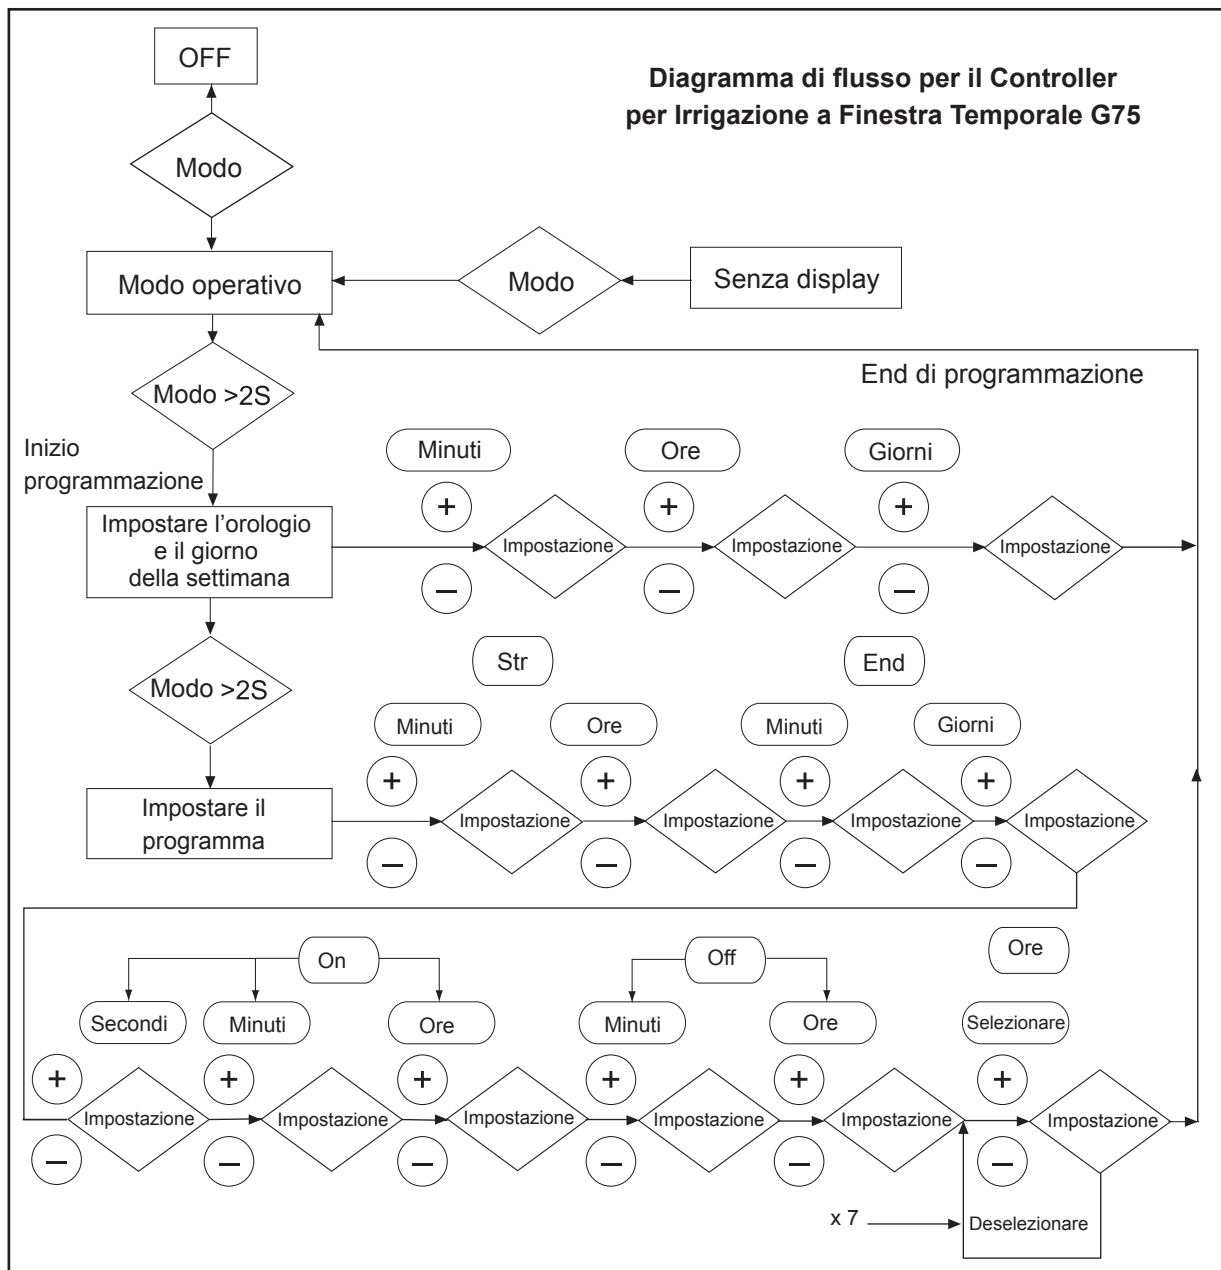 OFF
Diagramma di flusso per il Controller
per Irrigazione a Finestra Temporale G75
Modo
Modo operativo
Modo
Senza display
End di programmazione
Modo >2S
Inizio
programmazione
Minuti
Ore
Giorni
+
+
+
Impostare l'orologio
e il giorno
della settimana
Impostazione
Impostazione
Impostazione
–
–
–
Str
End
Modo >2S
Minuti
Ore
Minuti
Giorni
+
+
+
+
Impostare il
programma
Impostazione
Impostazione
Impostazione
Impostazione
–
–
–
–
On
Off
Ore
Secondi
Minuti
Ore
Minuti
Ore
Selezionare
+
+
+
+
+
+
Impostazione
Impostazione
Impostazione
Impostazione
Impostazione
Impostazione
–
–
–
–
–
–
x 7
Deselezionare